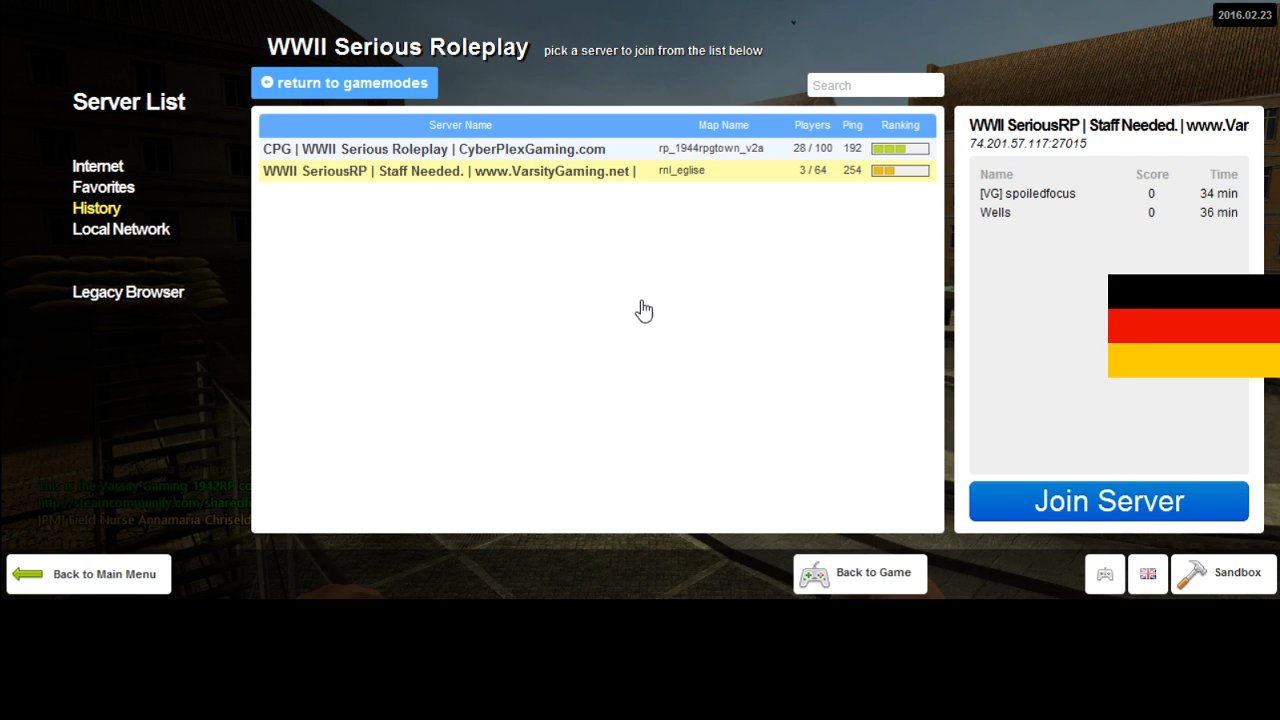 2016.02.23
WWII Serious Roleplay pick a server to join from the list below
return to gamemodes
Search
Server List
Internet
Favorites
History
Local Network
Legacy Browser
Server Name Map Name Players Ping Ranking
CPG | WWII Serious Roleplay | CyberPlexGaming.com rp_1944rpgtown_v2a 28 / 100 192
WWII SeriousRP | Staff Needed. | www.VarsityGaming.net | rnl_eglise 3 / 64 254
WWII SeriousRP | Staff Needed. | www.Var
74.201.57.117:27015
Name Score Time
[VG] spoiledfocus 0 34 min
Wells 0 36 min
Join Server
[PM] Field Nurse Annamaria
Back to Main Menu
Back to Game
Sandbox